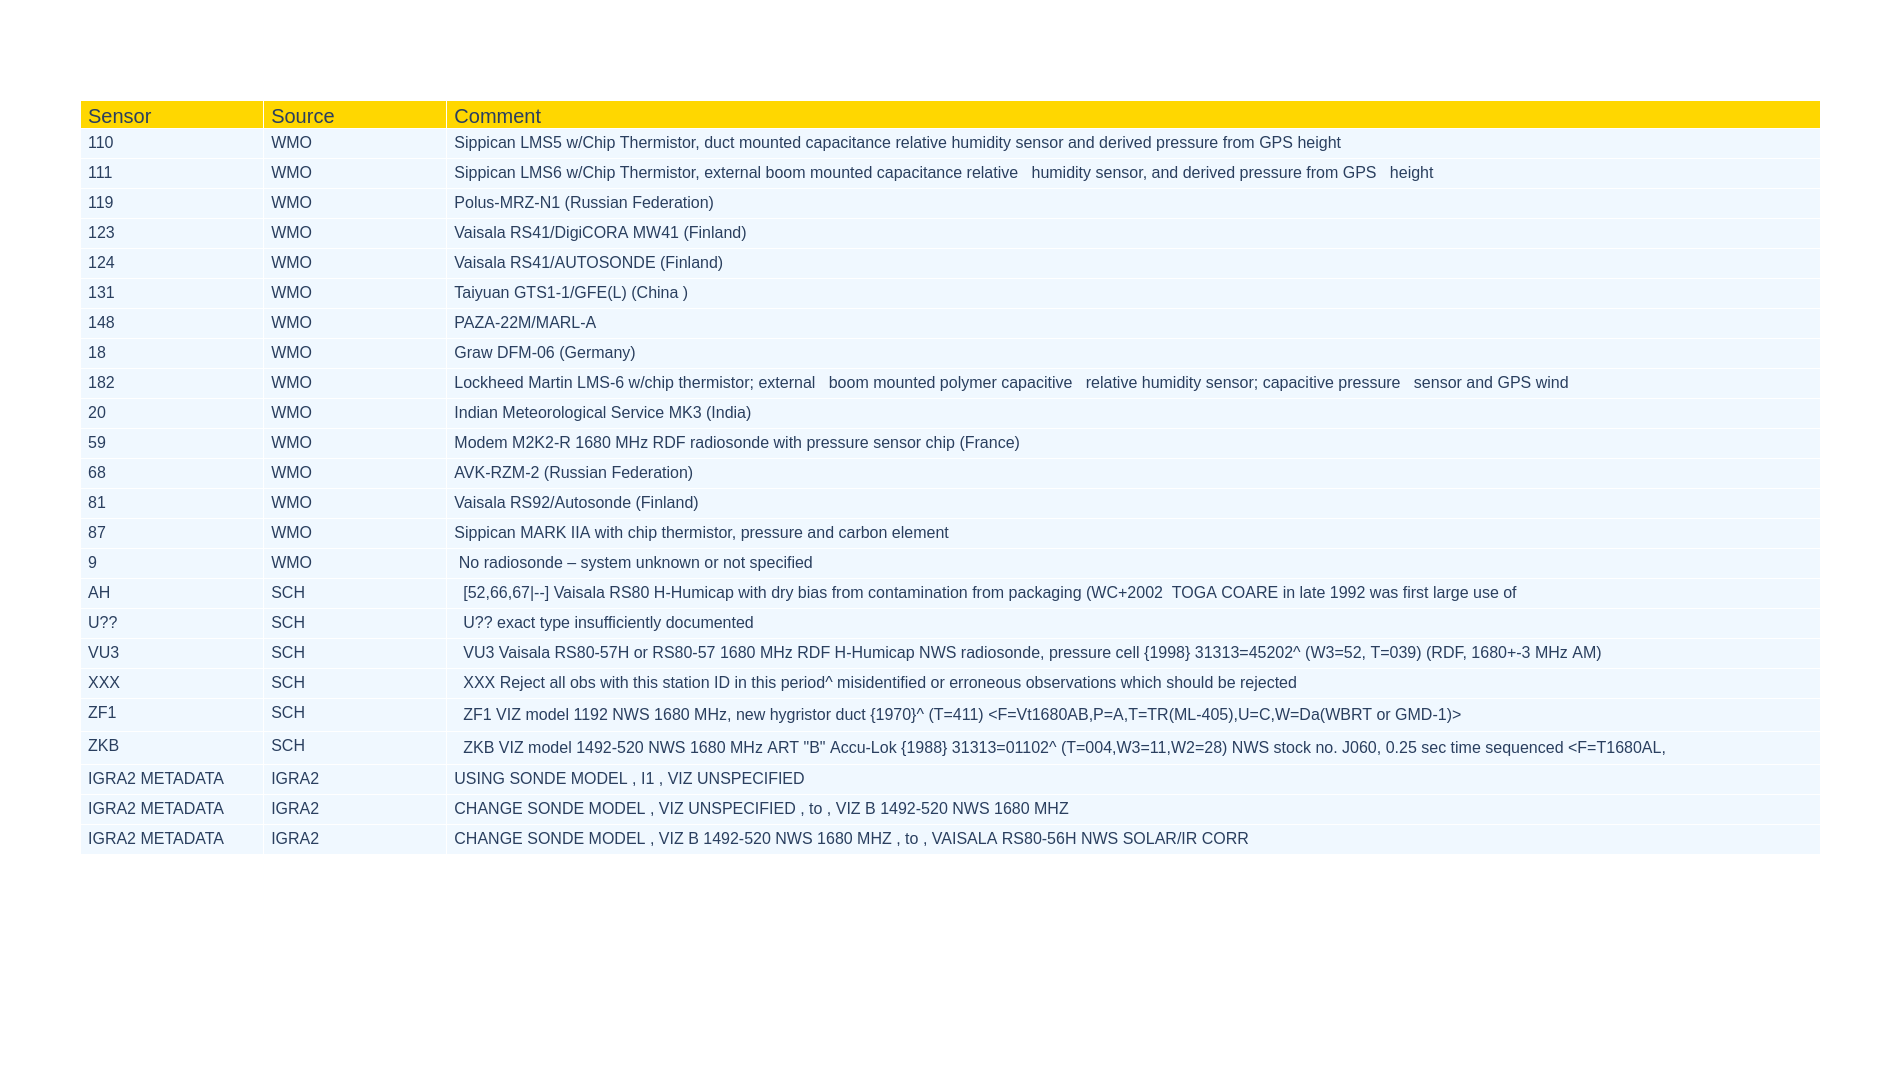 Sensor Source Comment
110 WMO Sippican LMS5 w/Chip Thermistor, duct mounted capacitance relative humidity sensor and derived pressure from GPS height
111 WMO Sippican LMS6 w/Chip Thermistor, external boom mounted capacitance relative   humidity sensor, and derived pressure from GPS   height
119 WMO Polus-MRZ-N1 (Russian Federation)
123 WMO Vaisala RS41/DigiCORA MW41 (Finland)
124 WMO Vaisala RS41/AUTOSONDE (Finland)
131 WMO Taiyuan GTS1-1/GFE(L) (China )
148 WMO PAZA-22M/MARL-A
18 WMO Graw DFM-06 (Germany)
182 WMO Lockheed Martin LMS-6 w/chip thermistor; external   boom mounted polymer capacitive   relative humidity sensor; capacitive pressure   sensor and GPS wind
20 WMO Indian Meteorological Service MK3 (India)
59 WMO Modem M2K2-R 1680 MHz RDF radiosonde with pressure sensor chip (France)
68 WMO AVK-RZM-2 (Russian Federation)
81 WMO Vaisala RS92/Autosonde (Finland)
87 WMO Sippican MARK IIA with chip thermistor, pressure and carbon element
9 WMO No radiosonde – system unknown or not specified
AH SCH [52,66,67|--] Vaisala RS80 H-Humicap with dry bias from contamination from packaging (WC+2002  TOGA COARE in late 1992 was first large use of
U?? SCH U?? exact type insufficiently documented
VU3 SCH VU3 Vaisala RS80-57H or RS80-57 1680 MHz RDF H-Humicap NWS radiosonde, pressure cell {1998} 31313=45202^ (W3=52, T=039) (RDF, 1680+-3 MHz AM)
XXX SCH XXX Reject all obs with this station ID in this period^ misidentified or erroneous observations which should be rejected
ZF1 SCH ZF1 VIZ model 1192 NWS 1680 MHz, new hygristor duct {1970}^ (T=411) <F=Vt1680AB,P=A,T=TR(ML-405),U=C,W=Da(WBRT or GMD-1)>
ZKB SCH ZKB VIZ model 1492-520 NWS 1680 MHz ART "B" Accu-Lok {1988} 31313=01102^ (T=004,W3=11,W2=28) NWS stock no. J060, 0.25 sec time sequenced <F=T1680AL,
IGRA2 METADATA IGRA2 USING SONDE MODEL , I1 , VIZ UNSPECIFIED
IGRA2 METADATA IGRA2 CHANGE SONDE MODEL , VIZ UNSPECIFIED , to , VIZ B 1492-520 NWS 1680 MHZ
IGRA2 METADATA IGRA2 CHANGE SONDE MODEL , VIZ B 1492-520 NWS 1680 MHZ , to , VAISALA RS80-56H NWS SOLAR/IR CORR